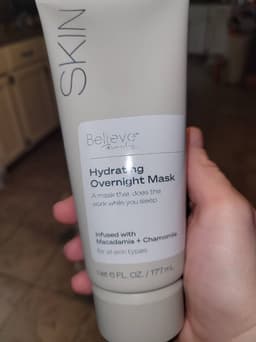 SKIN
Believe
Hydrating
Overnight Mask
A mask that does the
work while you sleep
Infused with
Macadamia + Chamomile
for all skin types
Net 6 FL. OZ. / 177 mL